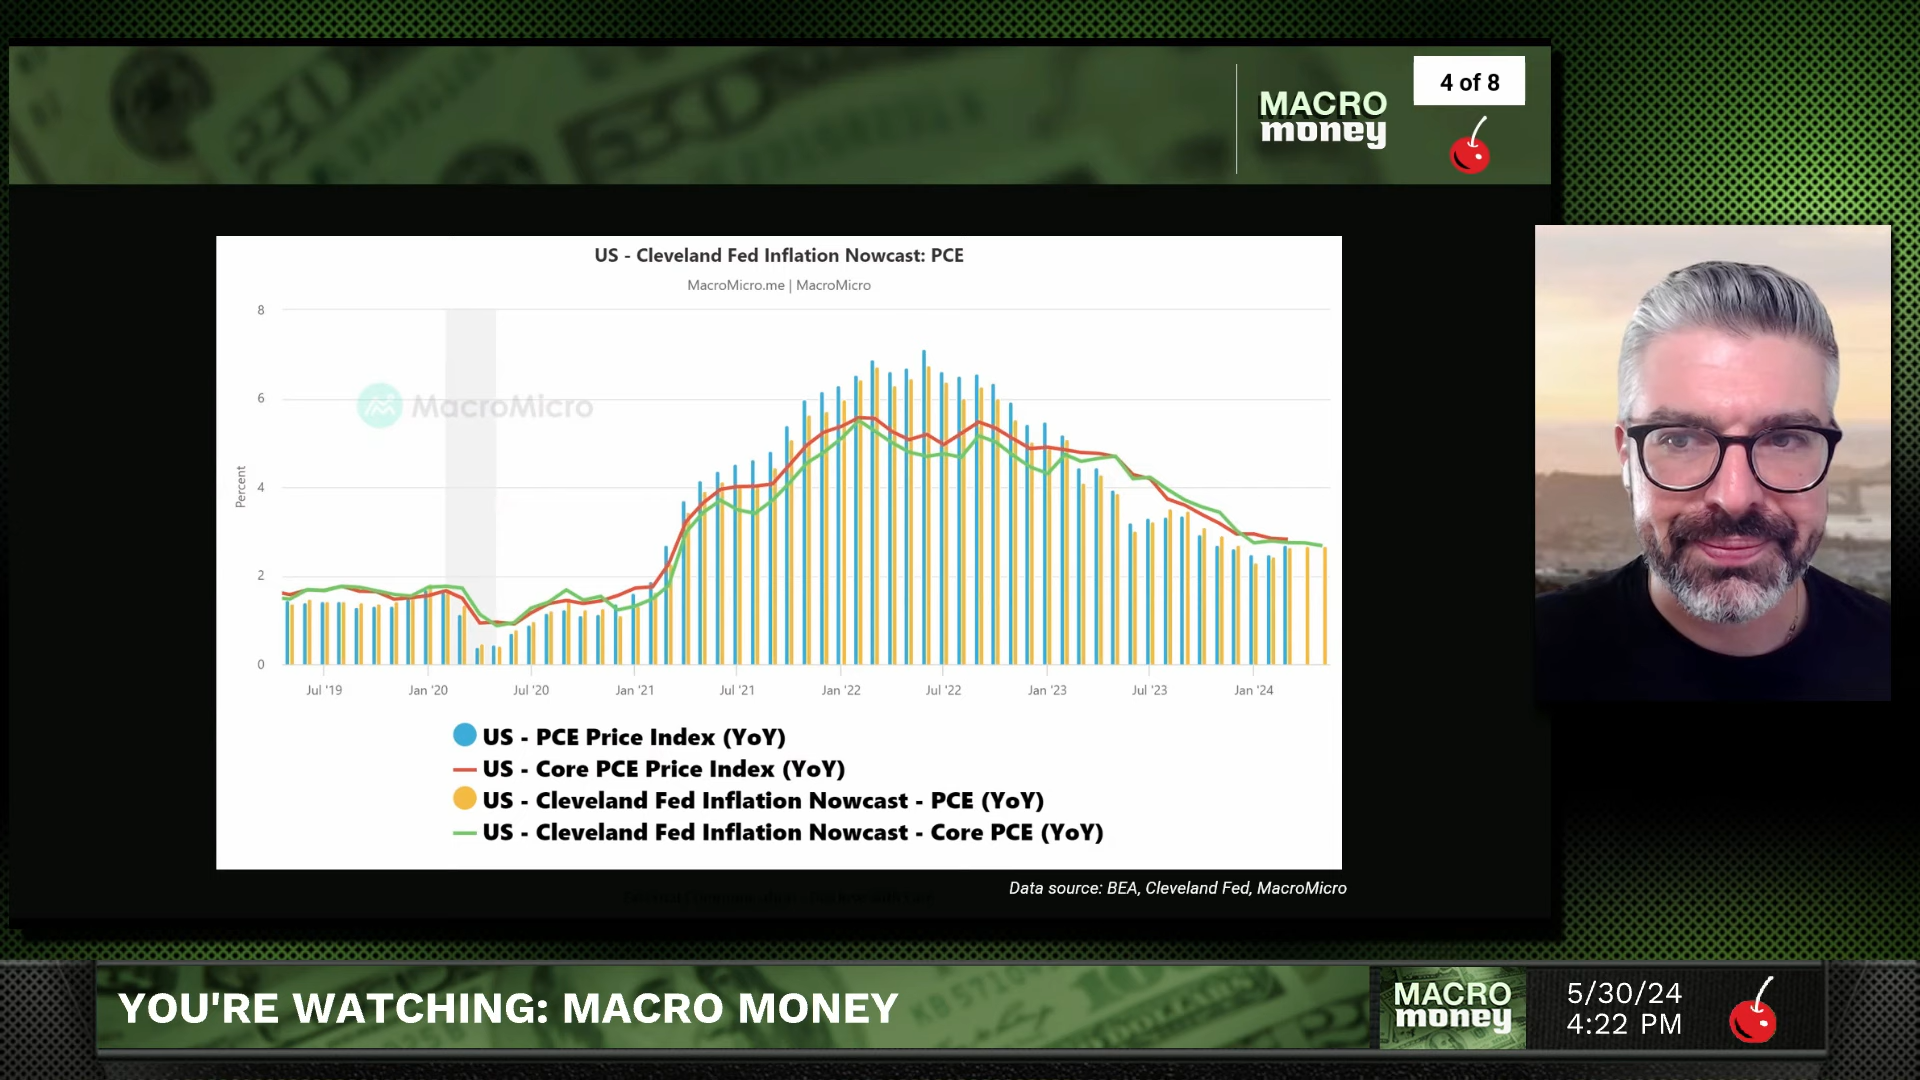 MACRO
money
4 of 8
US - Cleveland Fed Inflation Nowcast: PCE
MacroMicro.me | MacroMicro
8
6
4
2
0
Percent
MacroMicro
Jul '19
Jan '20
Jul '20
Jan '21
Jul '21
Jan '22
Jul '22
Jan '23
Jul '23
Jan '24
US - PCE Price Index (YoY)
US - Core PCE Price Index (YoY)
US - Cleveland Fed Inflation Nowcast - PCE (YoY)
US - Cleveland Fed Inflation Nowcast - Core PCE (YoY)
Data source: BEA, Cleveland Fed, MacroMicro
YOU'RE WATCHING: MACRO MONEY
MACRO
money
5/30/24
4:22 PM